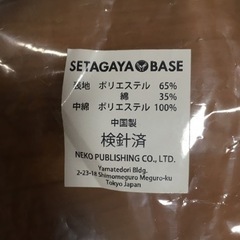 SETAGAYA BASE
表地 ポリエステル 65%
綿 35%
中綿 ポリエステル 100%
中国製
検針済
NEKO PUBLISHING CO., LTD.
Yamatedori Bldg.
2-23-1# Shimomeguro Meguro-ku
Tokyo Japan